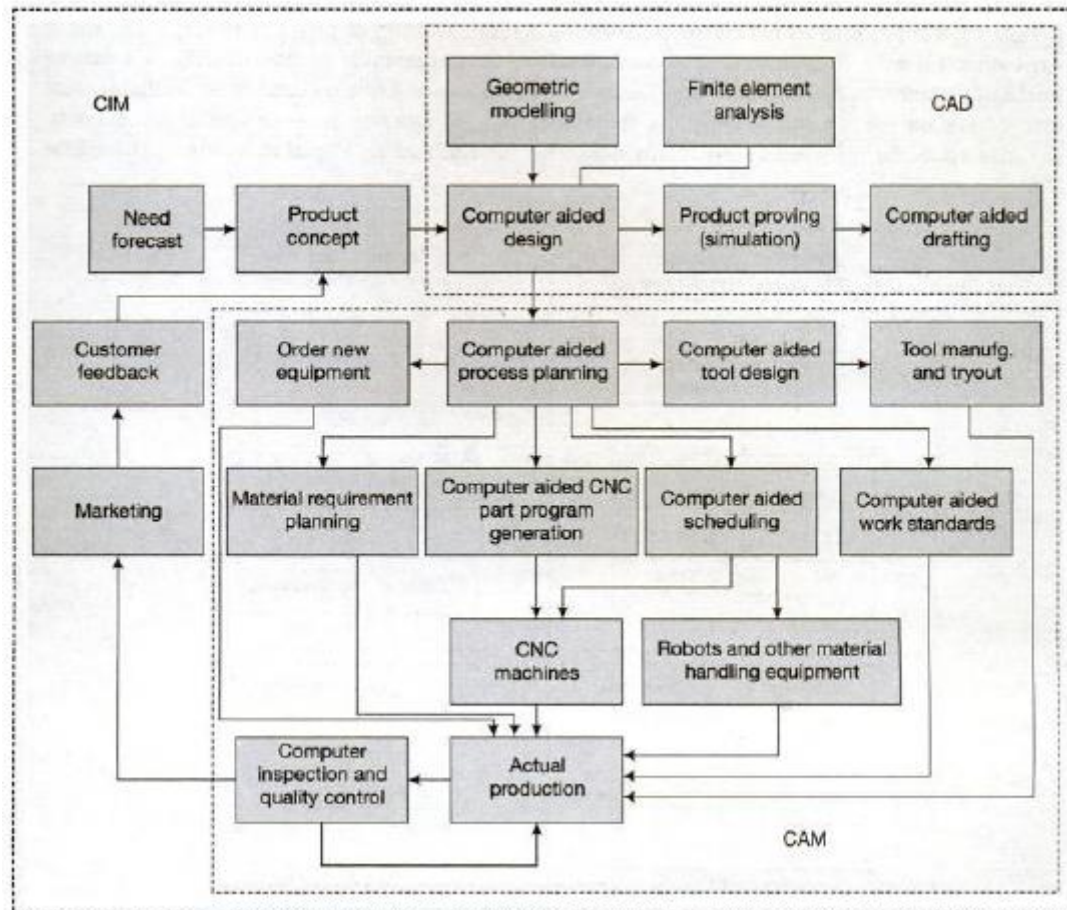 CIM
Geometric
modelling
Finite element
analysis
CAD
Need
forecast
Product
concept
Computer aided
design
Product proving
(simulation)
Computer aided
drafting
Customer
feedback
Order new
equipment
Computer aided
process planning
Computer aided
tool design
Tool manufg.
and tryout
Marketing
Material requirement
planning
Computer aided CNC
part program
generation
Computer aided
scheduling
Computer aided
work standards
CNC
machines
Robots and other material
handling equipment
Computer
inspection and
quality control
Actual
production
CAM